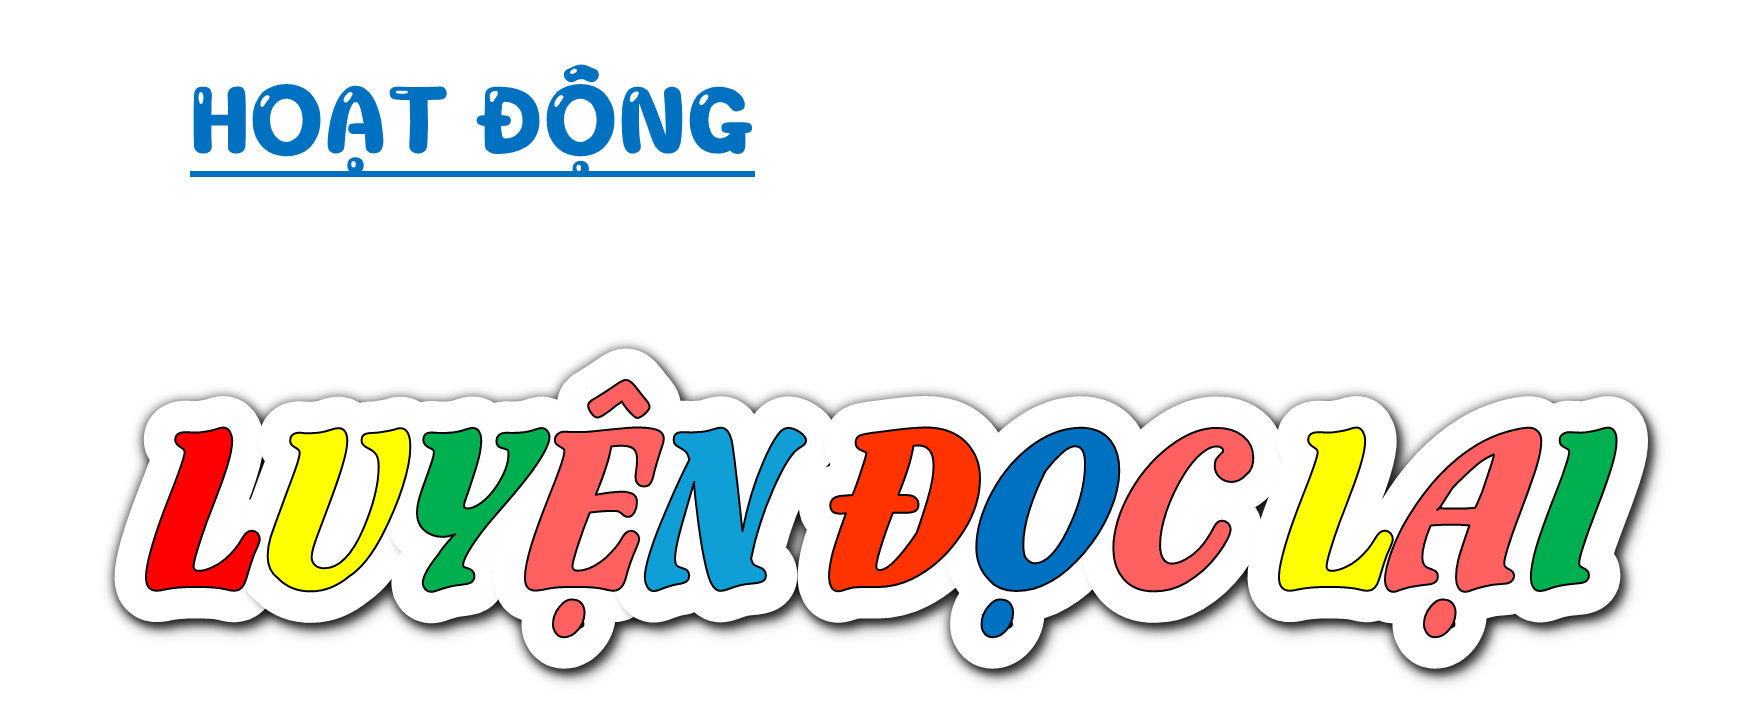 HOẠT ĐỘNG
LUYỆN ĐỌC LẠI